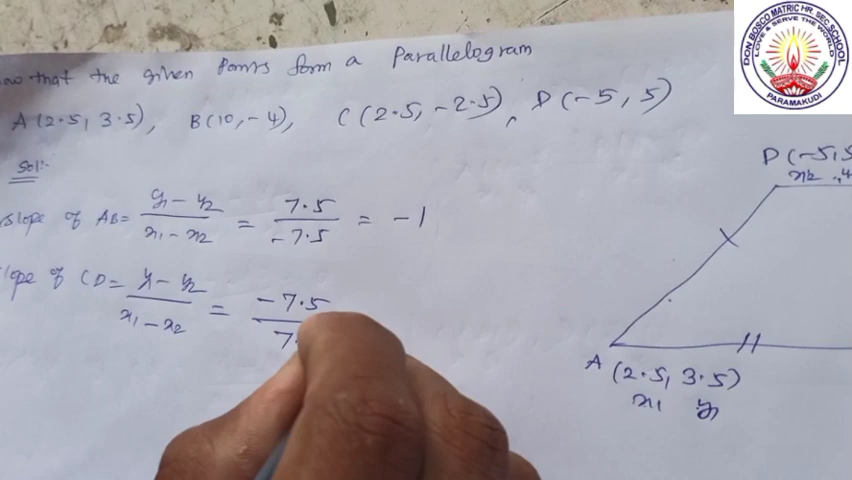 that the given Points form a Parallelogram
A (2.5, 3.5), B(10, -4), C (2.5, -2.5), D (-5, 5)
Sol:-
slope of AB = y1 - y2 / x1 - x2 = 7.5 / -7.5 = -1
slope of CD = y1 - y2 / x1 - x2 = -7.5 / 7.
D (-5, 5
x2
A (2.5, 3.5)
x1 y1
DON BOSCO MATRIC HR. SEC. SCHOOL
LOVE & SERVE THE WORLD
PARAMAKUDI